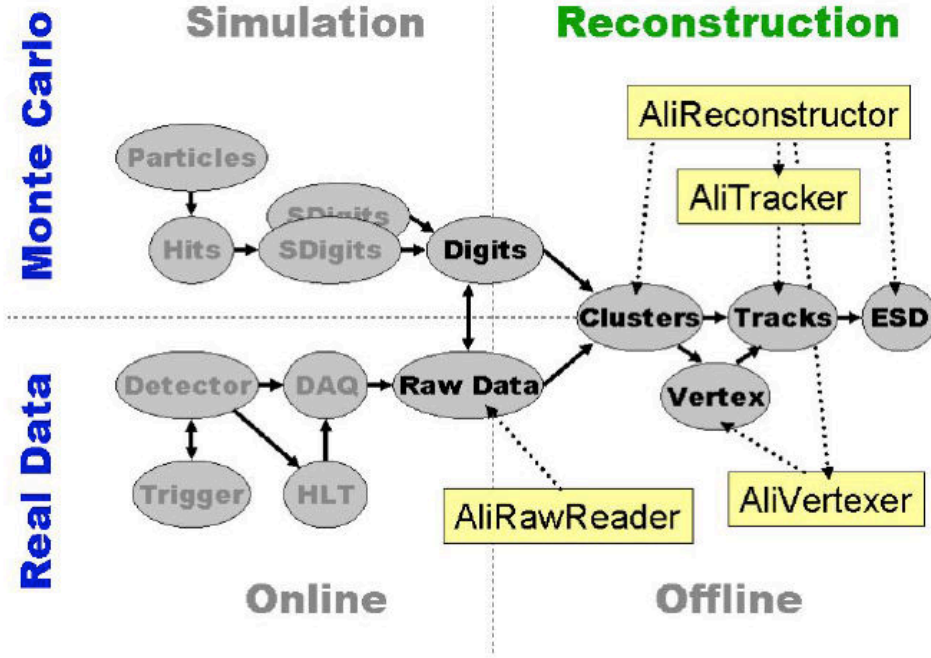 Simulation
Reconstruction
Monte Carlo
AliReconstructor
Particles
AliTracker
SDigits
Hits
SDigits
Digits
Clusters
Tracks
ESD
Detector
DAQ
Raw Data
Vertex
Real Data
Trigger
HLT
AliRawReader
AliVertexer
Online
Offline